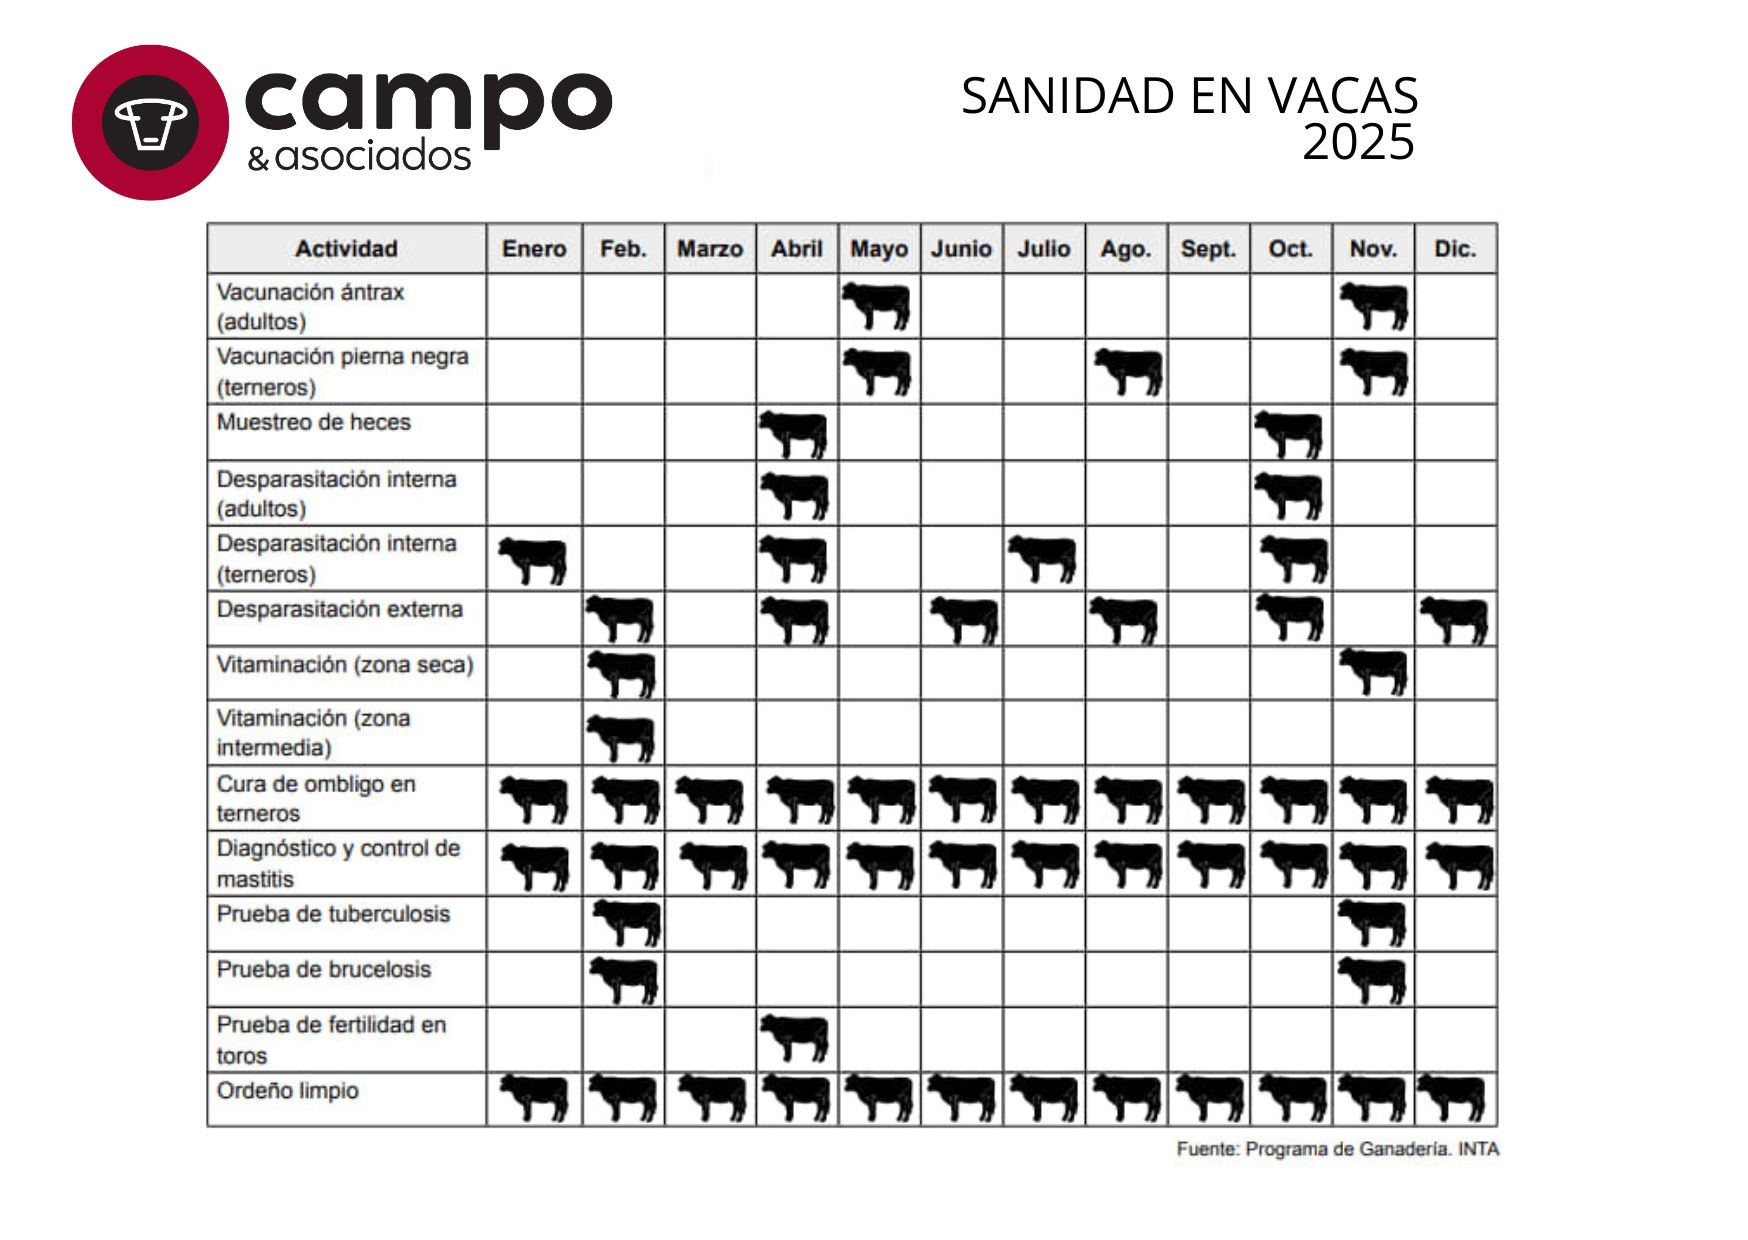 campo
& asociados
SANIDAD EN VACAS
2025
Actividad Enero Feb. Marzo Abril Mayo Junio Julio Ago. Sept. Oct. Nov. Dic.
Vacunación ántrax
(adultos)
Vacunación pierna negra
(terneros)
Muestreo de heces
Desparasitación interna
(adultos)
Desparasitación interna
(terneros)
Desparasitación externa
Vitaminación (zona seca)
Vitaminación (zona
intermedia)
Cura de ombligo en
terneros
Diagnóstico y control de
mastitis
Prueba de tuberculosis
Prueba de brucelosis
Prueba de fertilidad en
toros
Ordeño limpio
Fuente: Programa de Ganadería. INTA